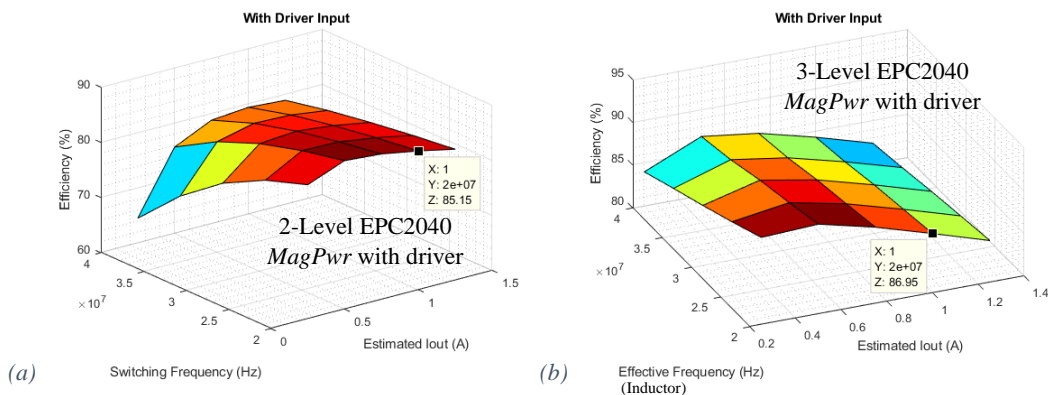 With Driver Input
90
80
70
60
Efficiency (%)
4
3.5
3
2.5
2
×10^7
0
0.5
1
1.5
X: 1
Y: 2e+07
Z: 85.15
2-Level EPC2040
MagPwr with driver
Estimated Iout (A)
(a)
Switching Frequency (Hz)
With Driver Input
95
90
85
80
Efficiency (%)
4
3.5
3
2.5
2
×10^7
0.2
0.4
0.6
0.8
1
1.2
1.4
3-Level EPC2040
MagPwr with driver
X: 1
Y: 2e+07
Z: 86.95
Estimated Iout (A)
(b)
Effective Frequency (Hz)
(Inductor)